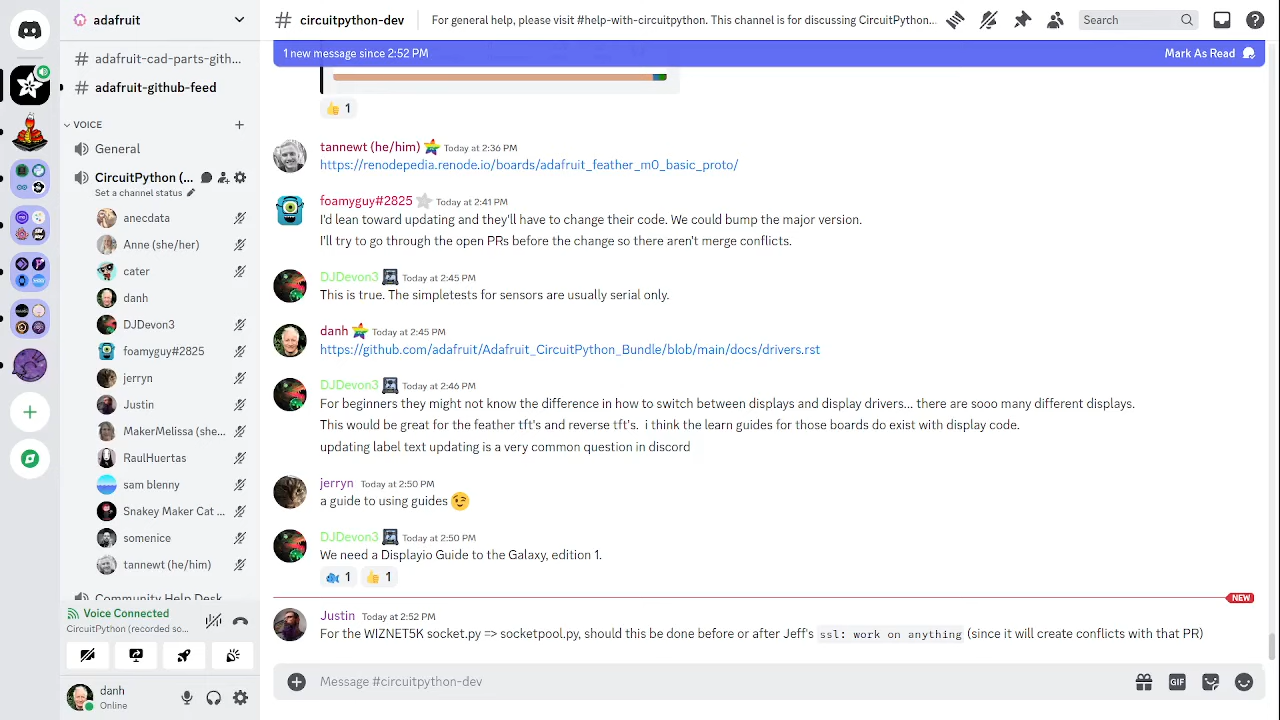 adafruit
# circuitpython-dev
For general help, please visit #help-with-circuitpython. This channel is for discussing CircuitPython...
Search
1 new message since 2:52 PM
Mark As Read
# adafruit-cad-parts-gith...
# adafruit-github-feed
VOICE
General
CircuitPython (...
Set a channel status
anecdata
Anne (she/her)
cater
danh
DJDevon3
foamyguy#2825
jerryn
Justin
MakerMelissa (she...
RaulHuertas
sam blenny
Snakey Maker Cat ...
somenice
tannewt (he/him)
Community Help Desk
Voice Connected
CircuitPython (recorded so...
danh
Online
1
tannewt (he/him) Today at 2:36 PM
https://renodepedia.renode.io/boards/adafruit_feather_m0_basic_proto/
foamyguy#2825 Today at 2:41 PM
I'd lean toward updating and they'll have to change their code. We could bump the major version.
I'll try to go through the open PRs before the change so there aren't merge conflicts.
DJDevon3 Today at 2:45 PM
This is true. The simpletests for sensors are usually serial only.
danh Today at 2:45 PM
https://github.com/adafruit/Adafruit_CircuitPython_Bundle/blob/main/docs/drivers.rst
DJDevon3 Today at 2:46 PM
For beginners they might not know the difference in how to switch between displays and display drivers... there are sooo many different displays.
This would be great for the feather tft's and reverse tft's. i think the learn guides for those boards do exist with display code.
updating label text updating is a very common question in discord
jerryn Today at 2:50 PM
a guide to using guides
DJDevon3 Today at 2:50 PM
We need a Displayio Guide to the Galaxy, edition 1.
1 1
NEW
Justin Today at 2:52 PM
For the WIZNET5K socket.py => socketpool.py, should this be done before or after Jeff's ssl: work on anything (since it will create conflicts with that PR)
Message #circuitpython-dev
GIF